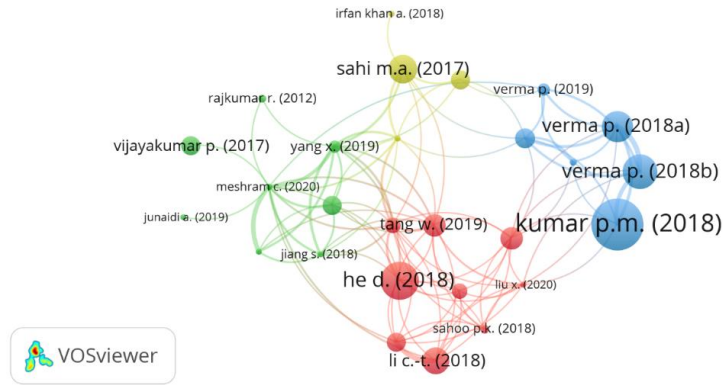 irfan khan a. (2018)
sahi m.a. (2017)
verma p. (2019)
rajkumar r. (2012)
verma p. (2018a)
vijayakumar p. (2017)
yang x. (2019)
verma p. (2018b)
meshram c. (2020)
junaidi a. (2019)
tang w. (2019)
kumar p.m. (2018)
jiang s. (2018)
he d. (2018)
liu x. (2020)
sahoo p.k. (2018)
li c.-t. (2018)
VOSviewer